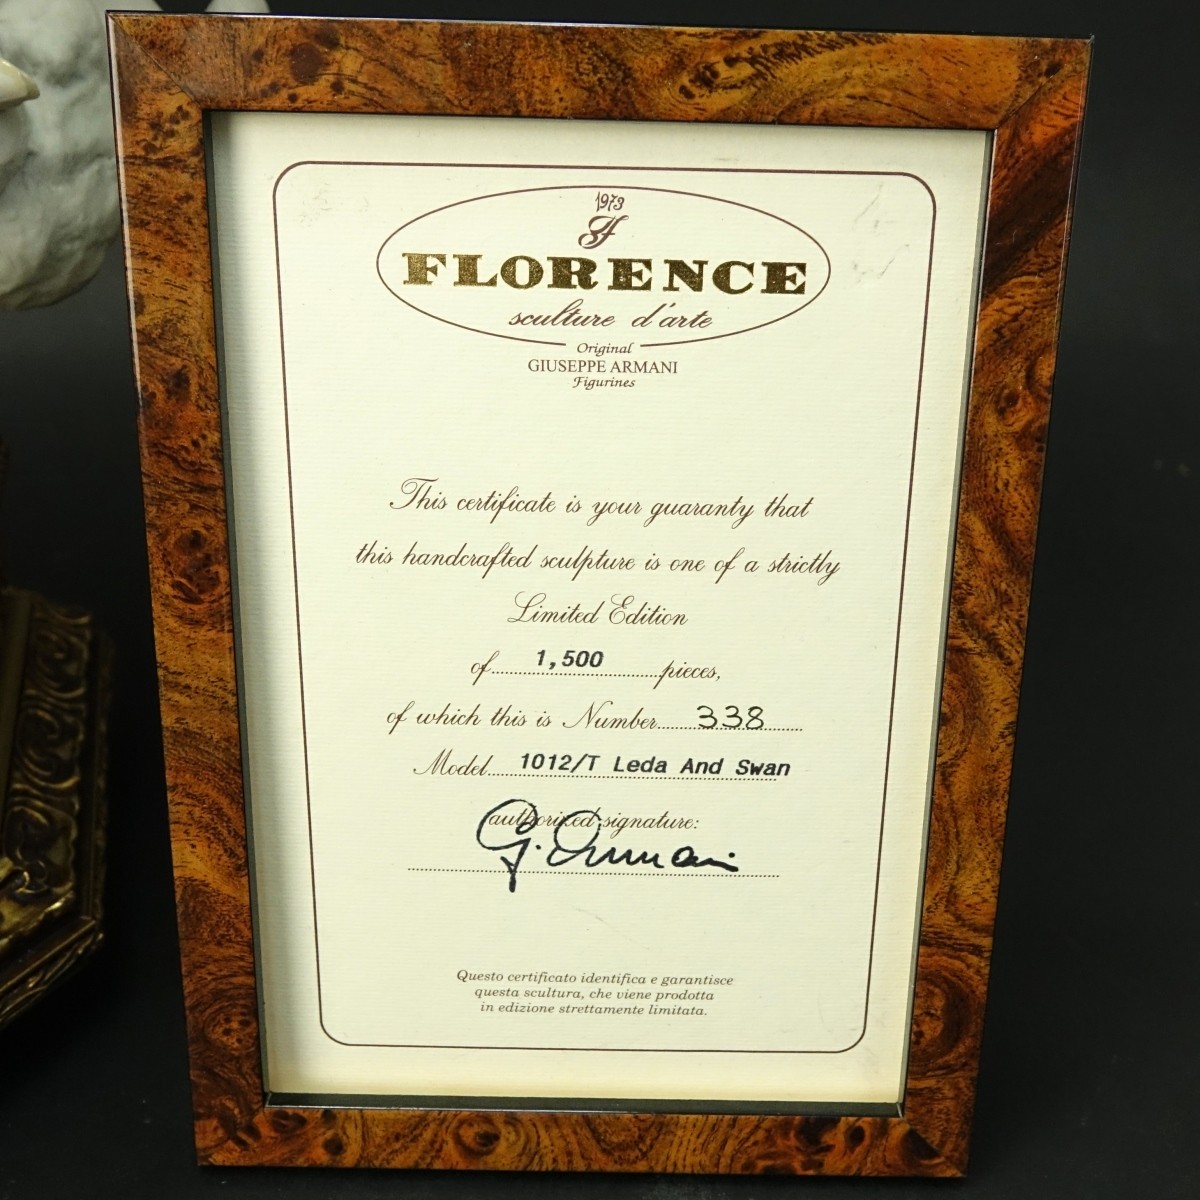 1973
FLORENCE
sculture d'arte
Original
GIUSEPPE ARMANI
Figurines
This certificate is your guaranty that
this handcrafted sculpture is one of a strictly
Limited Edition
of 1,500 pieces,
of which this is Number 338
Model 1012/T Leda And Swan
authorized signature:
G. Armani
Questo certificato identifica e garantisce
questa scultura, che viene prodotta
in edizione strettamente limitata.